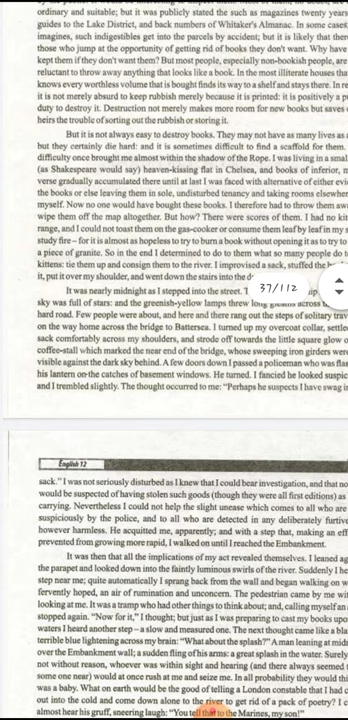 ordinary and suitable; but it was publicly stated the such as magazines twenty years
guides to the Lake District, and back numbers of Whitaker's Almanac. In some cases,
imagines, such indigestibles get into the parcels by accident; but it is likely that there
those who jump at the opportunity of getting rid of books they don't want. Why have
kept them if they don't want them? But most people, especially non-bookish people, are
reluctant to throw away anything that looks like a book. In the most illiterate houses tha
knows every worthless volume that is bought finds its way to a shelf and stays there. In re
it is not merely absurd to keep rubbish merely because it is printed: it is positively a pu
duty to destroy it. Destruction not merely makes more room for new books but saves
heirs the trouble of sorting out the rubbish or storing it.
But it is not always easy to destroy books. They may not have as many lives as
but they certainly die hard: and it is sometimes difficult to find a scaffold for them.
difficulty once brought me almost within the shadow of the Rope. I was living in a smal
(as Shakespeare would say) heaven-kissing flat in Chelsea, and books of inferior,
verse gradually accumulated there until at last I was faced with alternative of either evi
the books or else leaving them in sole, undisturbed tenancy and taking rooms elsewher
myself. Now no one would have bought these books. I therefore had to throw them aw
wipe them off the map altogether. But how? There were scores of them. I had no kit
range, and I could not toast them on the gas-cooker or consume them leaf by leaf in my s
study fire – for it is almost as hopeless to try to burn a book without opening it as to try to
a piece of granite. So in the end I determined to do to them what so many people do t
kittens: tie them up and consign them to the river. I improvised a sack, stuffed the
it, put it over my shoulder, and went down the stairs into the d
It was nearly midnight as I stepped into the street.
37/112
sky was full of stars: and the greenish-yellow lamps threw long gleams across
hard road. Few people were about, and here and there rang out the steps of solitary trav
on the way home across the bridge to Battersea. I turned up my overcoat collar, settled
sack comfortably across my shoulders, and strode off towards the little square glow o
coffee-stall which marked the near end of the bridge, whose sweeping iron girders were
visible against the dark sky behind. A few doors down I passed a policeman who was flas
his lantern on the catches of basement windows. He turned. I fancied he looked suspic
and I trembled slightly. The thought occurred to me: "Perhaps he suspects I have swag in
English 12
sack." I was not seriously disturbed as I knew that I could bear investigation, and that no
would be suspected of having stolen such goods (though they were all first editions) as
carrying. Nevertheless I could not help the slight unease which comes to all who are
suspiciously by the police, and to all who are detected in any deliberately furtive
however harmless. He acquitted me, apparently; and with a step that, making an eff
prevented from growing more rapid, I walked on until I reached the Embankment.
It was then that all the implications of my act revealed themselves. I leaned ag
the parapet and looked down into the faintly luminous swirls of the river. Suddenly I he
step near me; quite automatically I sprang back from the wall and began walking on w
fervently hoped, an air of rumination and unconcern. The pedestrian came by me wit
looking at me. It was a tramp who had other things to think about; and, calling myself an
stopped again. "Now for it," I thought; but just as I was preparing to cast my books upo
waters I heard another step – a slow and measured one. The next thought came like a bla
terrible blue lightening across my brain: "What about the splash?" A man leaning at midn
over the Embankment wall; a sudden fling of his arms: a great splash in the water. Surely
not without reason, whoever was within sight and hearing (and there always seemed t
some one near) would at once rush at me and seize me. In all probability they would thi
was a baby. What on earth would be the good of telling a London constable that I had c
out into the cold and come down alone to the river to get rid of a pack of poetry? I c
almost hear his gruff, sneering laugh: "You tell that to the Marines, my son!"